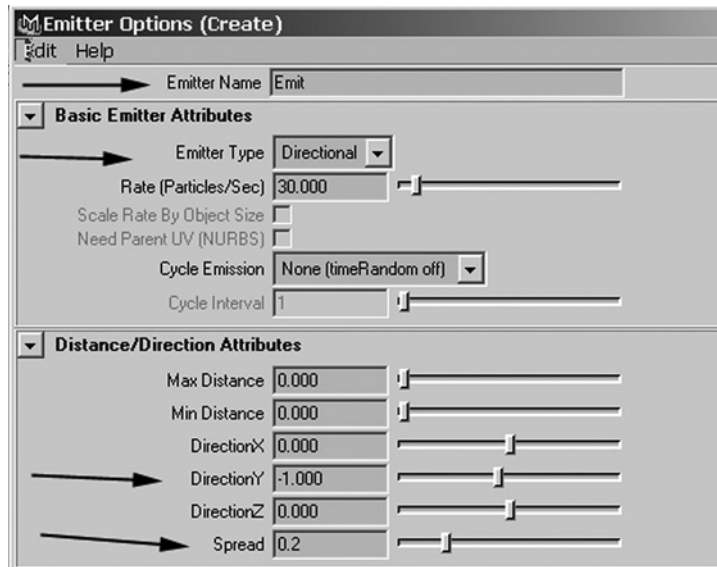 Emitter Options (Create)
Edit Help
Emitter Name Emit
Basic Emitter Attributes
Emitter Type Directional
Rate (Particles/Sec) 30.000
Scale Rate By Object Size
Need Parent UV (NURBS)
Cycle Emission None (timeRandom off)
Cycle Interval 1
Distance/Direction Attributes
Max Distance 0.000
Min Distance 0.000
DirectionX 0.000
DirectionY -1.000
DirectionZ 0.000
Spread 0.2